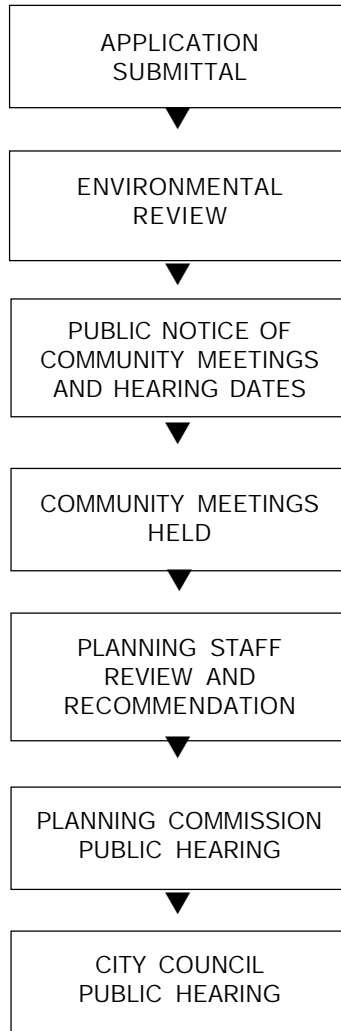 APPLICATION
SUBMITTAL
ENVIRONMENTAL
REVIEW
PUBLIC NOTICE OF
COMMUNITY MEETINGS
AND HEARING DATES
COMMUNITY MEETINGS
HELD
PLANNING STAFF
REVIEW AND
RECOMMENDATION
PLANNING COMMISSION
PUBLIC HEARING
CITY COUNCIL
PUBLIC HEARING